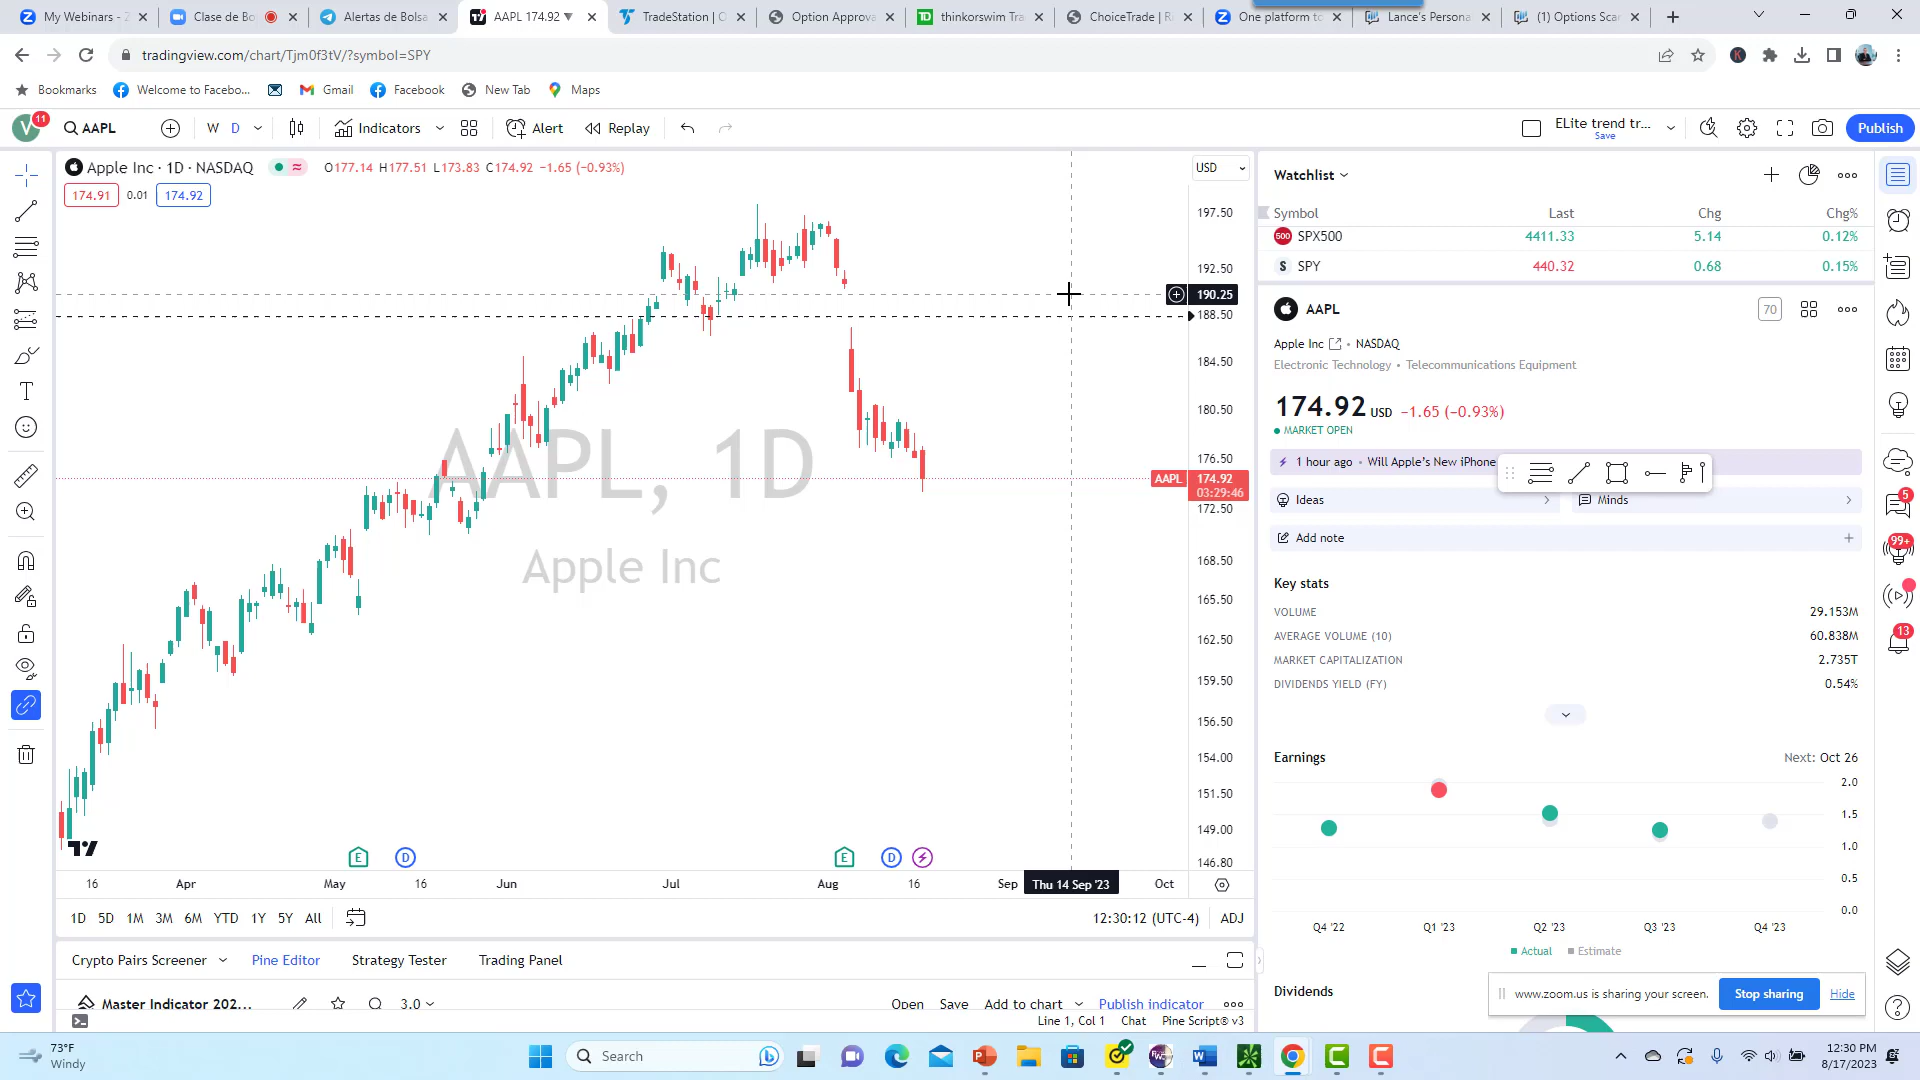 My Webinars - Z
Clase de Bo
Alertas de Bolsa
AAPL 174.92 ▼
TradeStation | O
Option Approva
thinkorswim Tra
ChoiceTrade | Ri
One platform to
Lance's Persona
(1) Options Scan
tradingview.com/chart/Tjm0f3tV/?symbol=SPY
Bookmarks
Welcome to Facebo...
Gmail
Facebook
New Tab
Maps
V
11
AAPL
W
D
Indicators
Alert
Replay
ELite trend tr...
Save
Publish
Apple Inc · 1D · NASDAQ
O177.14 H177.51 L173.83 C174.92 −1.65 (−0.93%)
174.91
0.01
174.92
USD
197.50
192.50
190.25
188.50
184.50
180.50
176.50
AAPL
174.92
03:29:46
172.50
168.50
165.50
162.50
159.50
156.50
154.00
151.50
149.00
146.80
AAPL, 1D
Apple Inc
E
D
E
D
16
Apr
May
16
Jun
Jul
Aug
16
Sep
Thu 14 Sep '23
Oct
1D
5D
1M
3M
6M
YTD
1Y
5Y
All
12:30:12 (UTC-4)
ADJ
Crypto Pairs Screener
Pine Editor
Strategy Tester
Trading Panel
Master Indicator 202...
3.0
Open
Save
Add to chart
Publish indicator
Line 1, Col 1
Chat
Pine Script® v3
Watchlist
Symbol
Last
Chg
Chg%
500
SPX500
4411.33
5.14
0.12%
S
SPY
440.32
0.68
0.15%
AAPL
70
Apple Inc
• NASDAQ
Electronic Technology • Telecommunications Equipment
174.92 USD −1.65 (−0.93%)
MARKET OPEN
1 hour ago • Will Apple's New iPhone
Ideas
Minds
Add note
Key stats
VOLUME
29.153M
AVERAGE VOLUME (10)
60.838M
MARKET CAPITALIZATION
2.735T
DIVIDENDS YIELD (FY)
0.54%
Earnings
Next: Oct 26
2.0
1.5
1.0
0.5
0.0
Q4 '22
Q1 '23
Q2 '23
Q3 '23
Q4 '23
Actual
Estimate
Dividends
www.zoom.us is sharing your screen.
Stop sharing
Hide
5
99+
13
73°F
Windy
Search
12:30 PM
8/17/2023